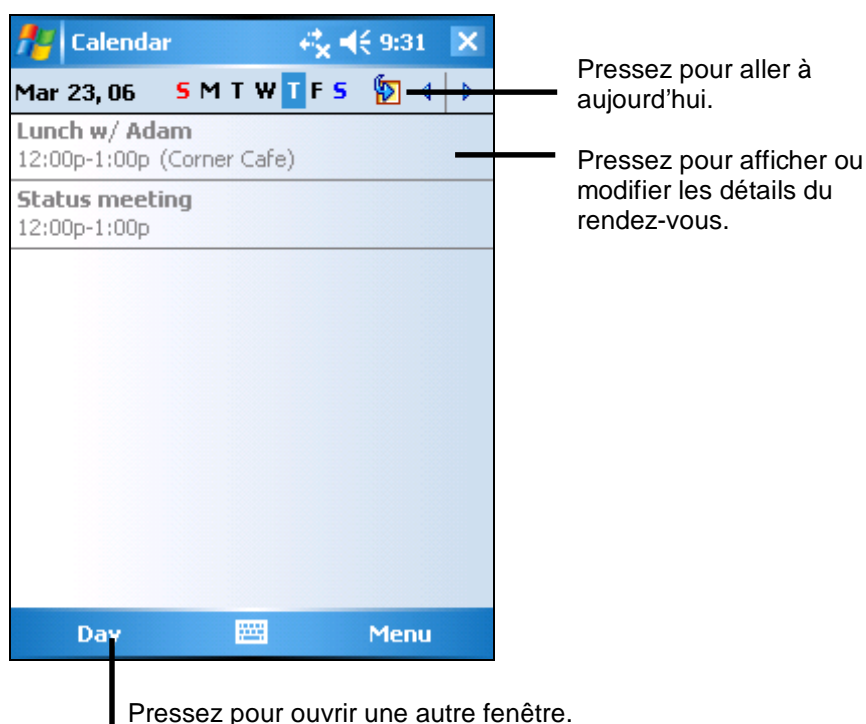 Calendar 9:31
Mar 23, 06 S M T W T F S
Pressez pour aller à
aujourd'hui.
Lunch w/ Adam
12:00p-1:00p (Corner Cafe)
Pressez pour afficher ou
modifier les détails du
rendez-vous.
Status meeting
12:00p-1:00p
Day Menu
Pressez pour ouvrir une autre fenêtre.